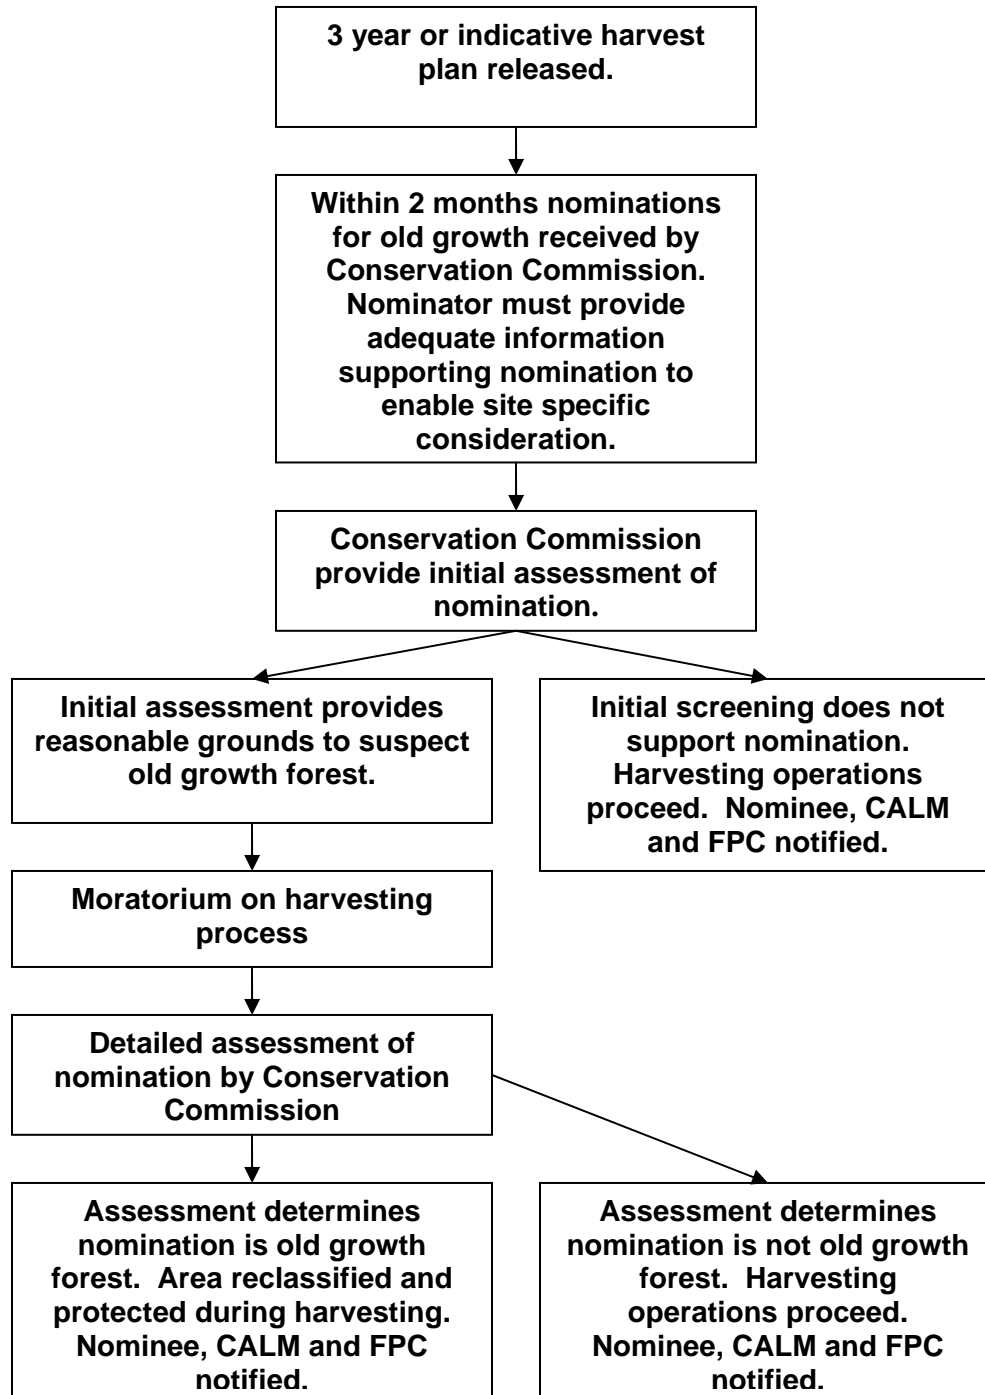 3 year or indicative harvest
plan released.
Within 2 months nominations
for old growth received by
Conservation Commission.
Nominator must provide
adequate information
supporting nomination to
enable site specific
consideration.
Conservation Commission
provide initial assessment of
nomination.
Initial assessment provides
reasonable grounds to suspect
old growth forest.
Initial screening does not
support nomination.
Harvesting operations
proceed.  Nominee, CALM
and FPC notified.
Moratorium on harvesting
process
Detailed assessment of
nomination by Conservation
Commission
Assessment determines
nomination is old growth
forest.  Area reclassified and
protected during harvesting.
Nominee, CALM and FPC
notified.
Assessment determines
nomination is not old growth
forest.  Harvesting
operations proceed.
Nominee, CALM and FPC
notified.